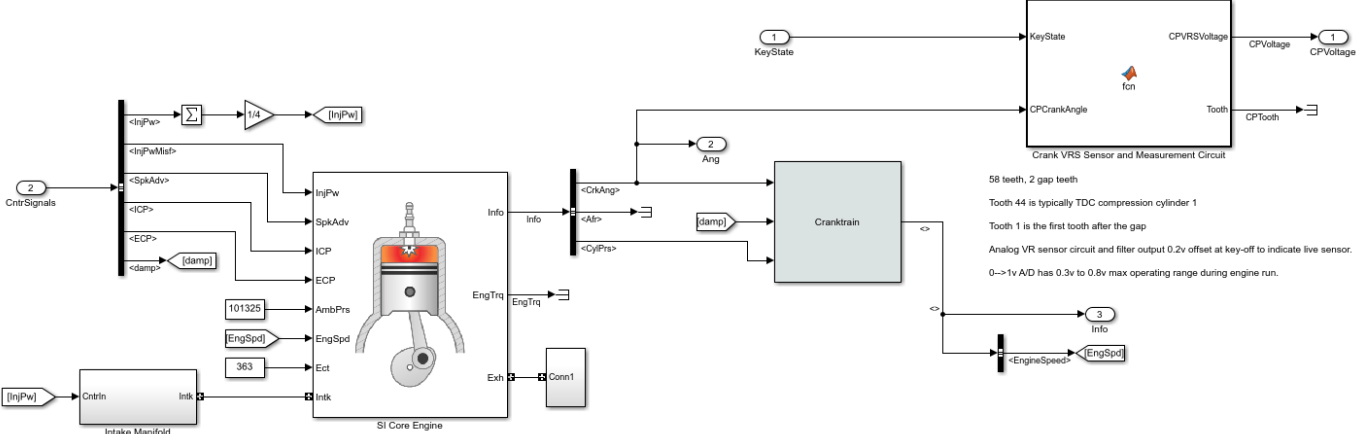 1
KeyState
KeyState
CPVRSVoltage
CPVoltage
1
CPVoltage
fcn
CPCrankAngle
Tooth
CPTooth
Crank VRS Sensor and Measurement Circuit
58 teeth, 2 gap teeth
Tooth 44 is typically TDC compression cylinder 1
Tooth 1 is the first tooth after the gap
Analog VR sensor circuit and filter output 0.2v offset at key-off to indicate live sensor.
0-->1v A/D has 0.3v to 0.8v max operating range during engine run.
2
CntrSignals
<InjPw>
Σ
1/4
[InjPw]
<InjPwMisf>
<SpkAdv>
<ICP>
<ECP>
<damp>
[damp]
101325
[EngSpd]
363
[InjPw]
CntrIn
Intk
Intake Manifold
InjPw
SpkAdv
ICP
ECP
AmbPrs
EngSpd
Ect
Intk
Info
EngTrq
Exh
SI Core Engine
Info
EngTrq
Conn1
<CrkAng>
<Afr>
<CylPrs>
2
Ang
[damp]
Cranktrain
<>
<>
3
Info
<EngineSpeed>
[EngSpd]